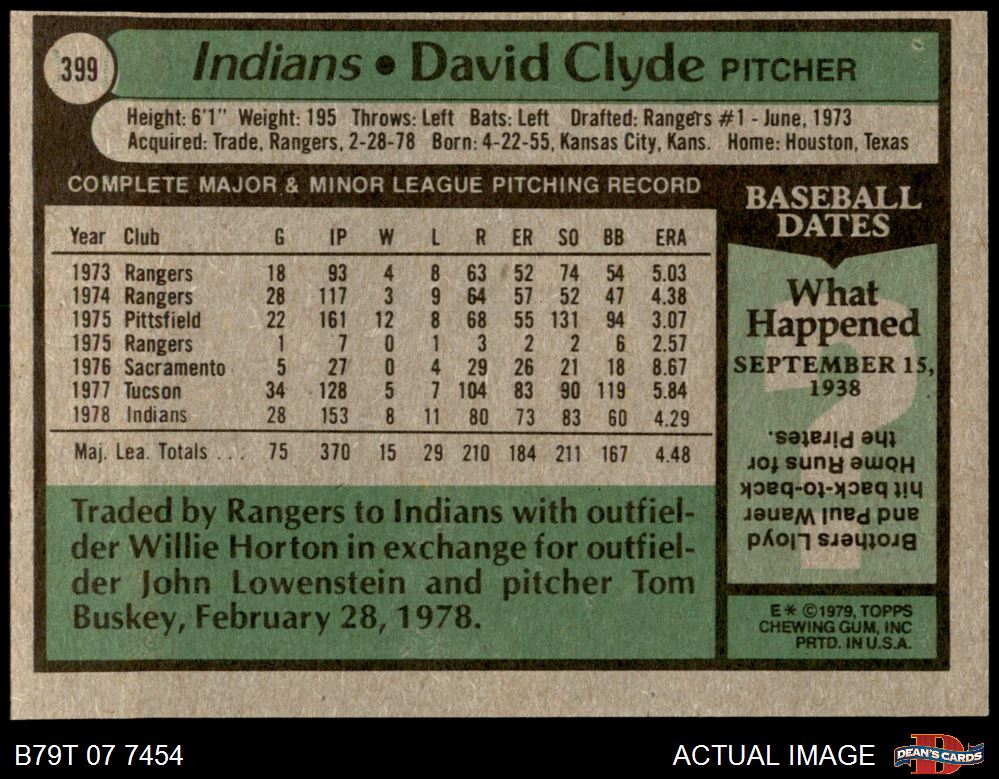 399
Indians • David Clyde PITCHER
Height: 6'1" Weight: 195 Throws: Left Bats: Left Drafted: Rangers #1 - June, 1973
Acquired: Trade, Rangers, 2-28-78 Born: 4-22-55, Kansas City, Kans. Home: Houston, Texas
COMPLETE MAJOR & MINOR LEAGUE PITCHING RECORD
Year Club G IP W L R ER SO BB ERA
1973 Rangers 18 93 4 8 63 52 74 54 5.03
1974 Rangers 28 117 3 9 64 57 52 47 4.38
1975 Pittsfield 22 161 12 8 68 55 131 94 3.07
1975 Rangers 1 7 0 1 3 2 2 6 2.57
1976 Sacramento 5 27 0 4 29 26 21 18 8.67
1977 Tucson 34 128 5 7 104 83 90 119 5.84
1978 Indians 28 153 8 11 80 73 83 60 4.29
Maj. Lea. Totals . . . 75 370 15 29 210 184 211 167 4.48
Traded by Rangers to Indians with outfiel-
der Willie Horton in exchange for outfiel-
der John Lowenstein and pitcher Tom
Buskey, February 28, 1978.
BASEBALL
DATES
What
Happened
SEPTEMBER 15,
1938
?
Brothers Lloyd
and Paul Waner
hit back-to-back
Home Runs for
the Pirates.
E* ©1979, TOPPS
CHEWING GUM, INC
PRTD. IN U.S.A.
B79T 07 7454
ACTUAL IMAGE
D
DEAN'S CARDS